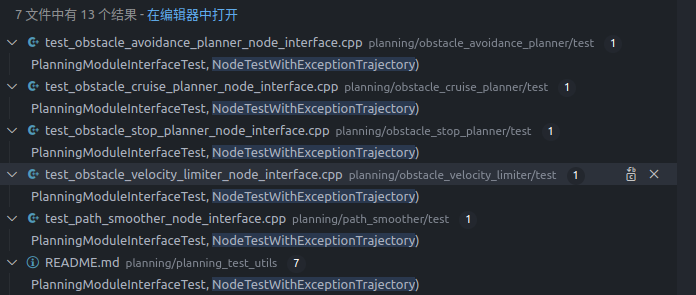 7 文件中有 13 个结果 - 在编辑器中打开
test_obstacle_avoidance_planner_node_interface.cpp planning/obstacle_avoidance_planner/test 1
PlanningModuleInterfaceTest, NodeTestWithExceptionTrajectory)
test_obstacle_cruise_planner_node_interface.cpp planning/obstacle_cruise_planner/test 1
PlanningModuleInterfaceTest, NodeTestWithExceptionTrajectory)
test_obstacle_stop_planner_node_interface.cpp planning/obstacle_stop_planner/test 1
PlanningModuleInterfaceTest, NodeTestWithExceptionTrajectory)
test_obstacle_velocity_limiter_node_interface.cpp planning/obstacle_velocity_limiter/test 1
PlanningModuleInterfaceTest, NodeTestWithExceptionTrajectory)
test_path_smoother_node_interface.cpp planning/path_smoother/test 1
PlanningModuleInterfaceTest, NodeTestWithExceptionTrajectory)
README.md planning/planning_test_utils 7
PlanningModuleInterfaceTest, NodeTestWithExceptionTrajectory)